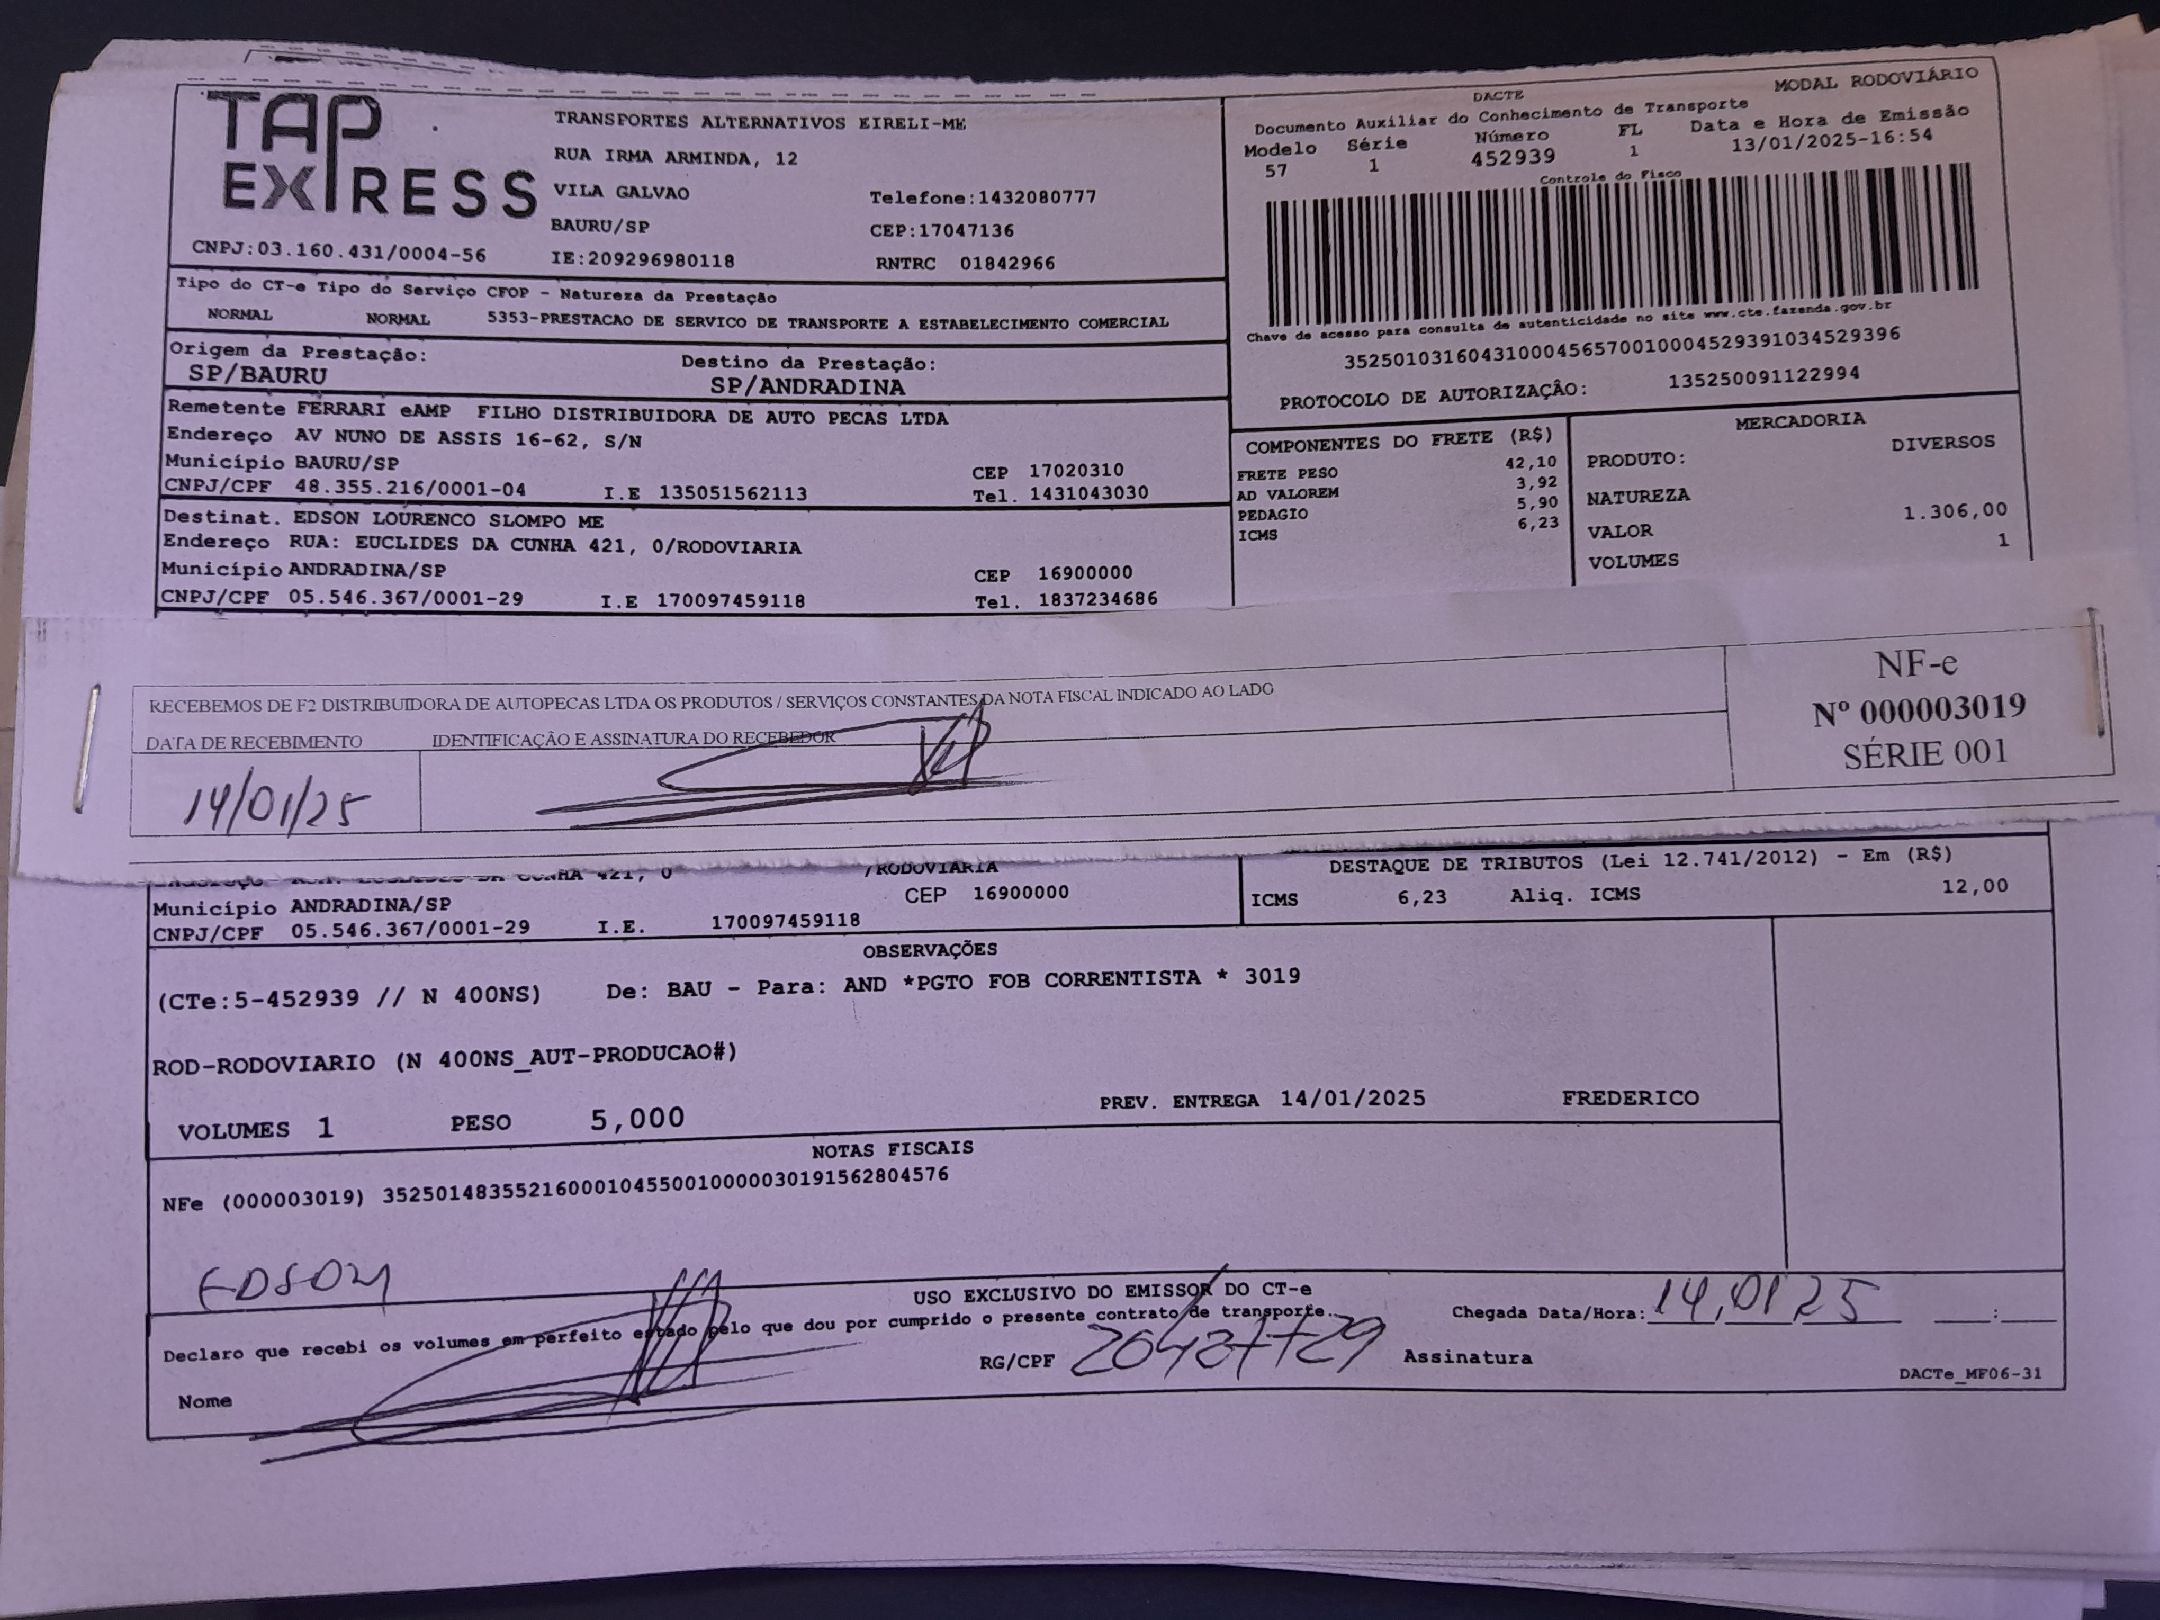 TAP
EXPRESS
TRANSPORTES ALTERNATIVOS EIRELI-ME
RUA IRMA ARMINDA, 12
VILA GALVAO Telefone:1432080777
BAURU/SP CEP:17047136
CNPJ:03.160.431/0004-56 IE:209296980118 RNTRC 01842966
DACTE MODAL RODOVIÁRIO
Documento Auxiliar do Conhecimento de Transporte
Modelo Série Número FL Data e Hora de Emissão
57 1 452939 1 13/01/2025-16:54
Controle do Fisco
Chave de acesso para consulta de autenticidade no site www.cte.fazenda.gov.br
35250103160431000456570010004529391034529396
PROTOCOLO DE AUTORIZAÇÂO: 135250091122994
Tipo do CT-e Tipo do Serviço CFOP - Natureza da Prestação
NORMAL NORMAL 5353-PRESTACAO DE SERVICO DE TRANSPORTE A ESTABELECIMENTO COMERCIAL
Origem da Prestação: Destino da Prestação:
SP/BAURU SP/ANDRADINA
Remetente FERRARI eAMP FILHO DISTRIBUIDORA DE AUTO PECAS LTDA
Endereço AV NUNO DE ASSIS 16-62, S/N
Município BAURU/SP CEP 17020310
CNPJ/CPF 48.355.216/0001-04 I.E 135051562113 Tel. 1431043030
Destinat. EDSON LOURENCO SLOMPO ME
Endereço RUA: EUCLIDES DA CUNHA 421, 0/RODOVIARIA
Município ANDRADINA/SP CEP 16900000
CNPJ/CPF 05.546.367/0001-29 I.E 170097459118 Tel. 1837234686
COMPONENTES DO FRETE (R$)
FRETE PESO 42,10
AD VALOREM 3,92
PEDAGIO 5,90
ICMS 6,23
MERCADORIA
PRODUTO: DIVERSOS
NATUREZA
VALOR 1.306,00
VOLUMES 1
RECEBEMOS DE F2 DISTRIBUIDORA DE AUTOPECAS LTDA OS PRODUTOS / SERVIÇOS CONSTANTES DA NOTA FISCAL INDICADO AO LADO
DATA DE RECEBIMENTO IDENTIFICAÇÃO E ASSINATURA DO RECEBEDOR
14/01/25
NF-e
Nº 000003019
SÉRIE 001
CUNHA 421, 0 /RODOVIARIA
Município ANDRADINA/SP CEP 16900000
CNPJ/CPF 05.546.367/0001-29 I.E. 170097459118
DESTAQUE DE TRIBUTOS (Lei 12.741/2012) - Em (R$)
ICMS 6,23 Aliq. ICMS 12,00
OBSERVAÇÕES
(CTe:5-452939 // N 400NS) De: BAU - Para: AND *PGTO FOB CORRENTISTA * 3019
ROD-RODOVIARIO (N 400NS_AUT-PRODUCAO#)
VOLUMES 1 PESO 5,000 PREV. ENTREGA 14/01/2025 FREDERICO
NOTAS FISCAIS
NFe (000003019) 35250148355216000104550010000030191562804576
EDSON
USO EXCLUSIVO DO EMISSOR DO CT-e
Declaro que recebi os volumes em perfeito estado pelo que dou por cumprido o presente contrato de transporte.
Chegada Data/Hora: 14,01 25 :
Nome RG/CPF Assinatura
DACTe_MF06-31